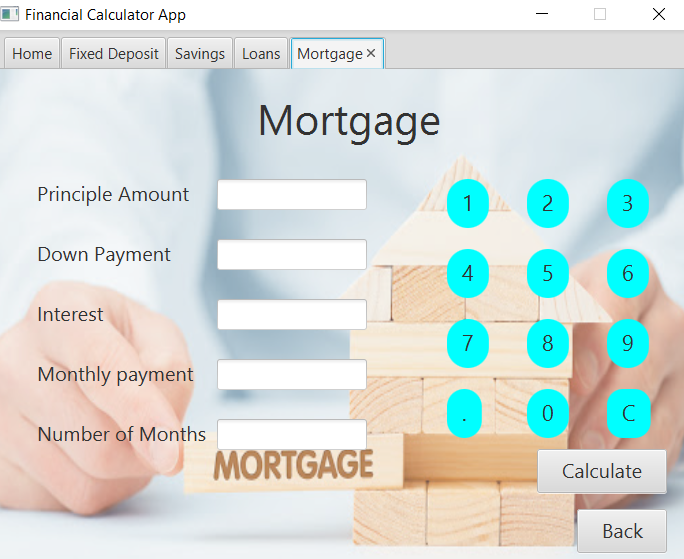 Financial Calculator App
Home Fixed Deposit Savings Loans Mortgage
Mortgage
Principle Amount 1 2 3
Down Payment 4 5 6
Interest
Monthly payment 7 8 9
Number of Months . 0 C
MORTGAGE
Calculate
Back